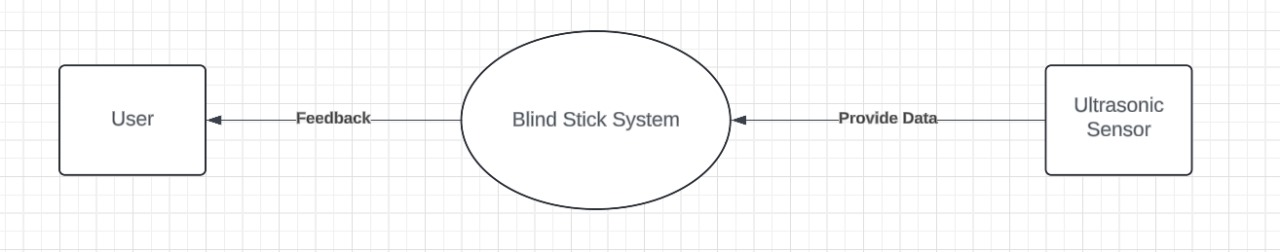 User
Feedback
Blind Stick System
Provide Data
Ultrasonic
Sensor